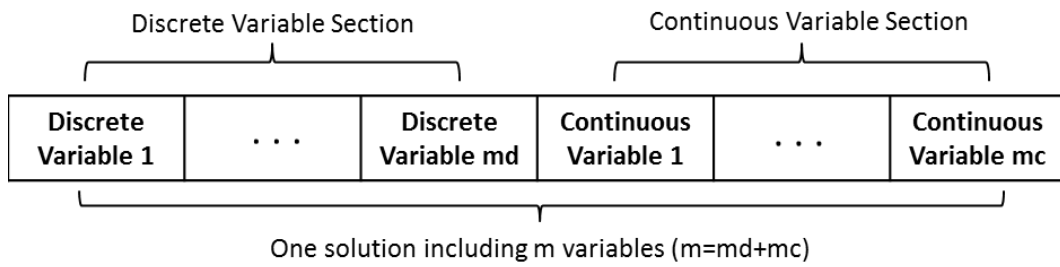 Discrete Variable Section
Continuous Variable Section
Discrete
Variable 1
. . .
Discrete
Variable md
Continuous
Variable 1
. . .
Continuous
Variable mc
One solution including m variables (m=md+mc)